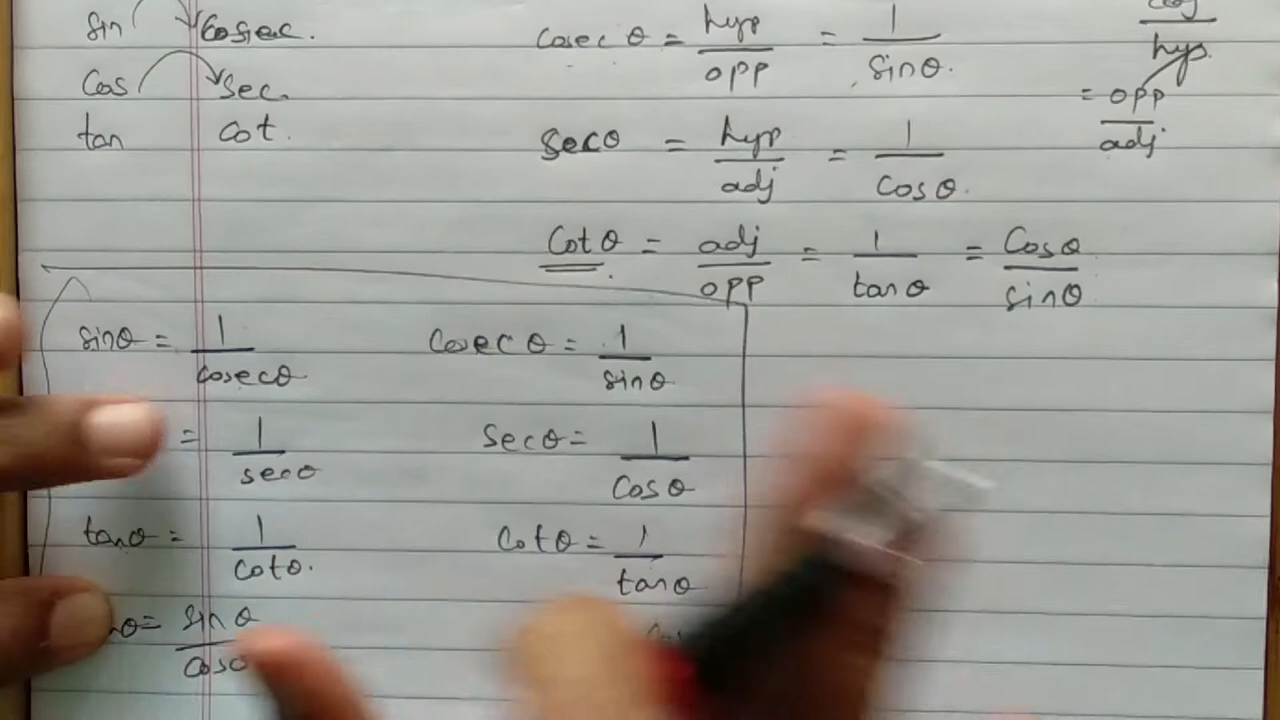 sin cosec.
cos sec.
tan cot.
cosec θ = hyp/opp = 1/sinθ.
hyp.
= opp/adj
secθ = hyp/adj = 1/cosθ.
cotθ = adj/opp = 1/tanθ = cosθ/sinθ
sinθ = 1/cosecθ cosecθ = 1/sinθ
= 1/secθ secθ = 1/cosθ
tanθ = 1/cotθ. cotθ = 1/tanθ
θ = sinθ/cosθ